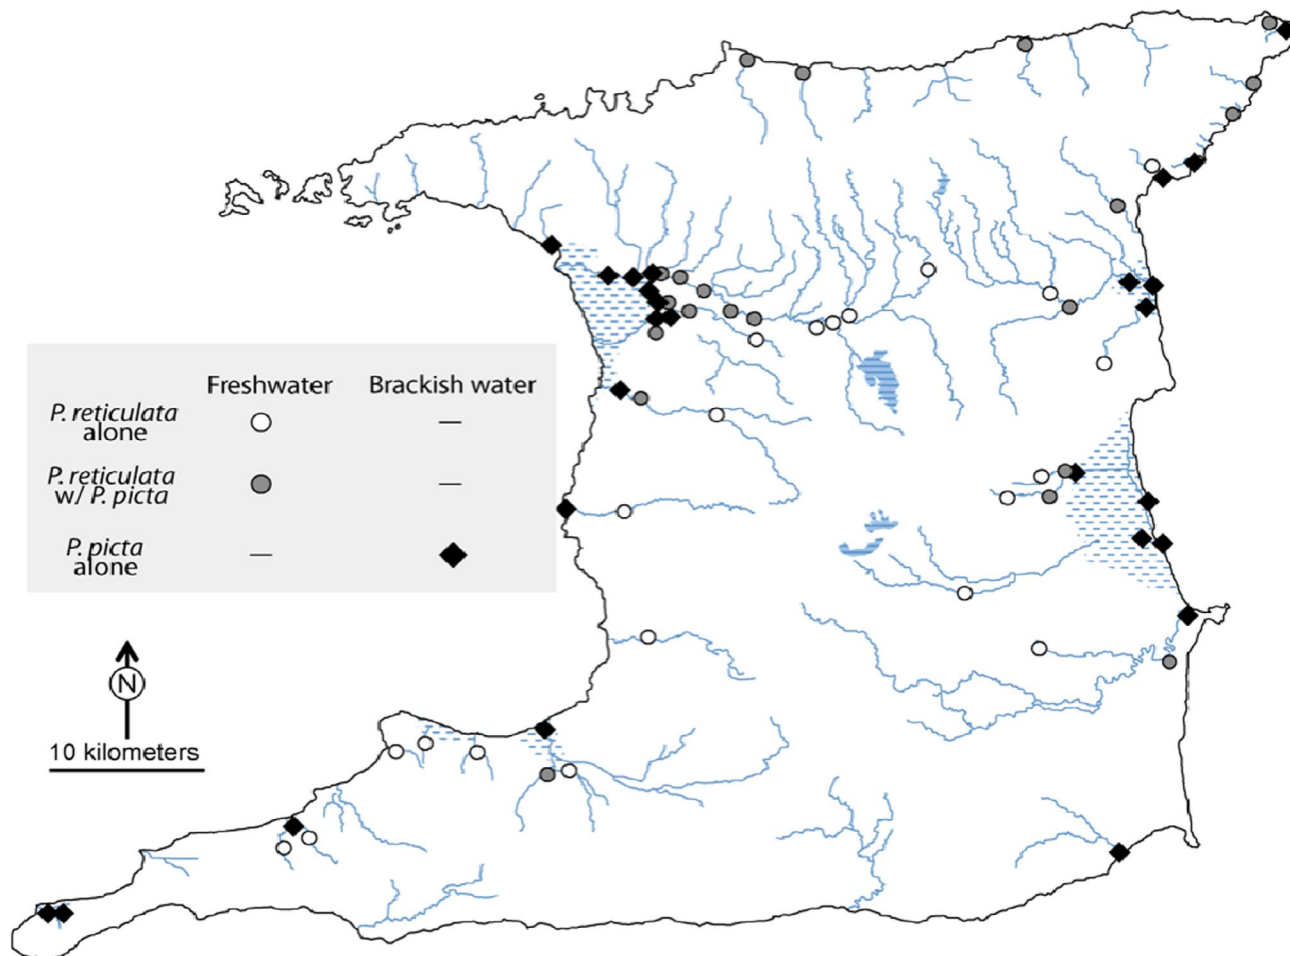 Freshwater Brackish water
P. reticulata
alone
—
P. reticulata
w/ P. picta
—
P. picta
alone
—
N
10 kilometers